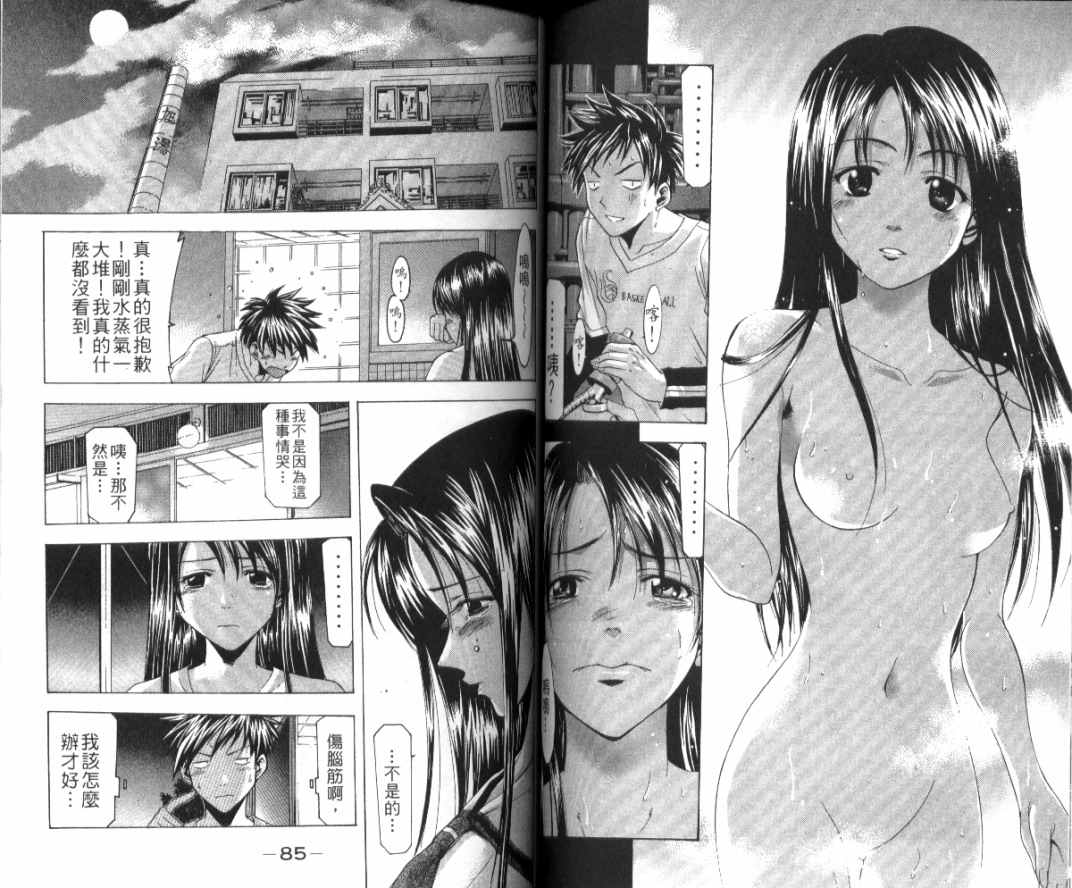 ………
BASKETBALL
喀！
喀！
……咦？
………
嗚嗚…
嗚嗚…
嗚！
嗚！
真…真的很抱歉
！剛剛水蒸氣一
大堆！我真的什
麼都沒看到！
我不是因為這
種事情哭…
咦…那不
然是…
…不是的…
………
傷腦筋啊，
我該怎麼
辦才好…
85